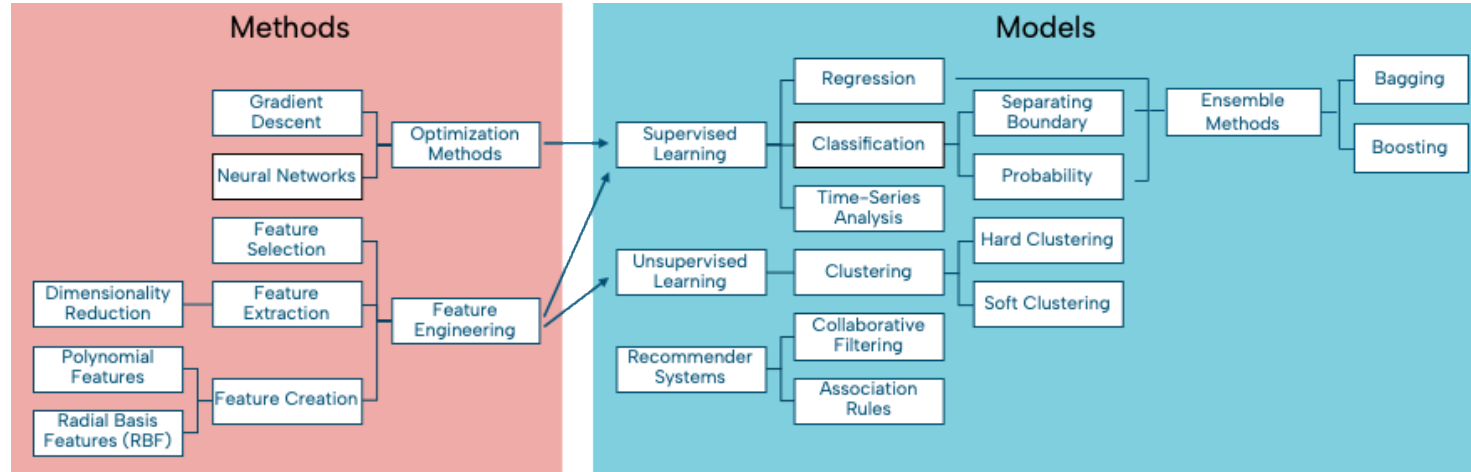 Methods
Gradient
Descent
Neural Networks
Optimization
Methods
Feature
Selection
Dimensionality
Reduction
Feature
Extraction
Feature
Engineering
Polynomial
Features
Feature Creation
Radial Basis
Features (RBF)
Models
Supervised
Learning
Regression
Classification
Time-Series
Analysis
Separating
Boundary
Probability
Ensemble
Methods
Bagging
Boosting
Unsupervised
Learning
Clustering
Hard Clustering
Soft Clustering
Recommender
Systems
Collaborative
Filtering
Association
Rules